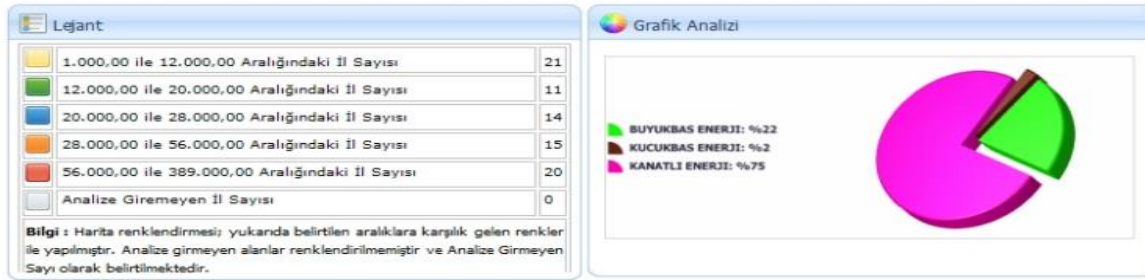 Lejant
1.000,00 ile 12.000,00 Aralığındaki İl Sayısı 21
12.000,00 ile 20.000,00 Aralığındaki İl Sayısı 11
20.000,00 ile 28.000,00 Aralığındaki İl Sayısı 14
28.000,00 ile 56.000,00 Aralığındaki İl Sayısı 15
56.000,00 ile 389.000,00 Aralığındaki İl Sayısı 20
Analize Giremeyen İl Sayısı 0
Bilgi : Harita renklendirmesi; yukarıda belirtilen aralıklara karşılık gelen renkler
ile yapılmıştır. Analize girmeyen alanlar renklendirilmemiştir ve Analize Girmeyen
Sayı olarak belirtilmektedir.
Grafik Analizi
BUYUKBAS ENERJI: %22
KUCUKBAS ENERJI: %2
KANATLI ENERJI: %75